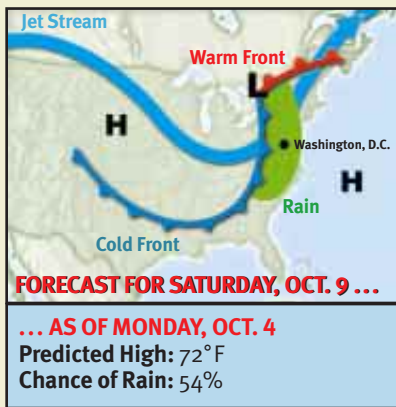 Jet Stream
Warm Front
L
H
Washington, D.C.
H
Rain
Cold Front
FORECAST FOR SATURDAY, OCT. 9 ...
... AS OF MONDAY, OCT. 4
Predicted High: 72°F
Chance of Rain: 54%